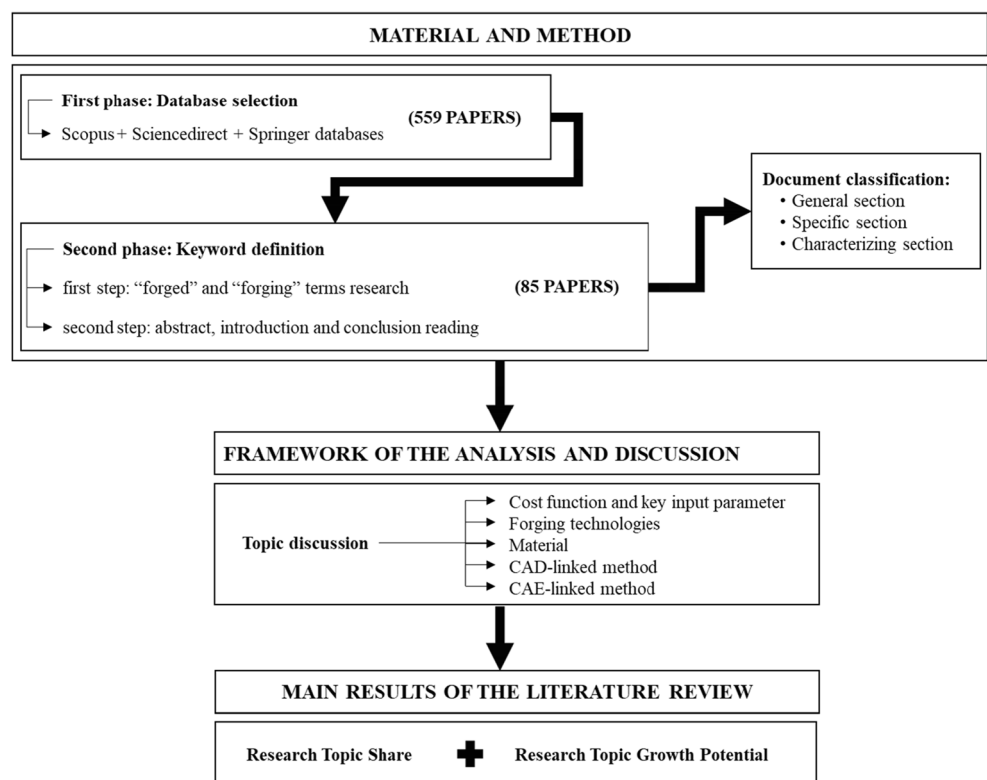 MATERIAL AND METHOD
First phase: Database selection
(559 PAPERS)
Scopus + Sciencedirect + Springer databases
Document classification:
• General section
• Specific section
• Characterizing section
Second phase: Keyword definition
first step: “forged” and “forging” terms research
(85 PAPERS)
second step: abstract, introduction and conclusion reading
FRAMEWORK OF THE ANALYSIS AND DISCUSSION
Topic discussion
Cost function and key input parameter
Forging technologies
Material
CAD-linked method
CAE-linked method
MAIN RESULTS OF THE LITERATURE REVIEW
Research Topic Share
Research Topic Growth Potential